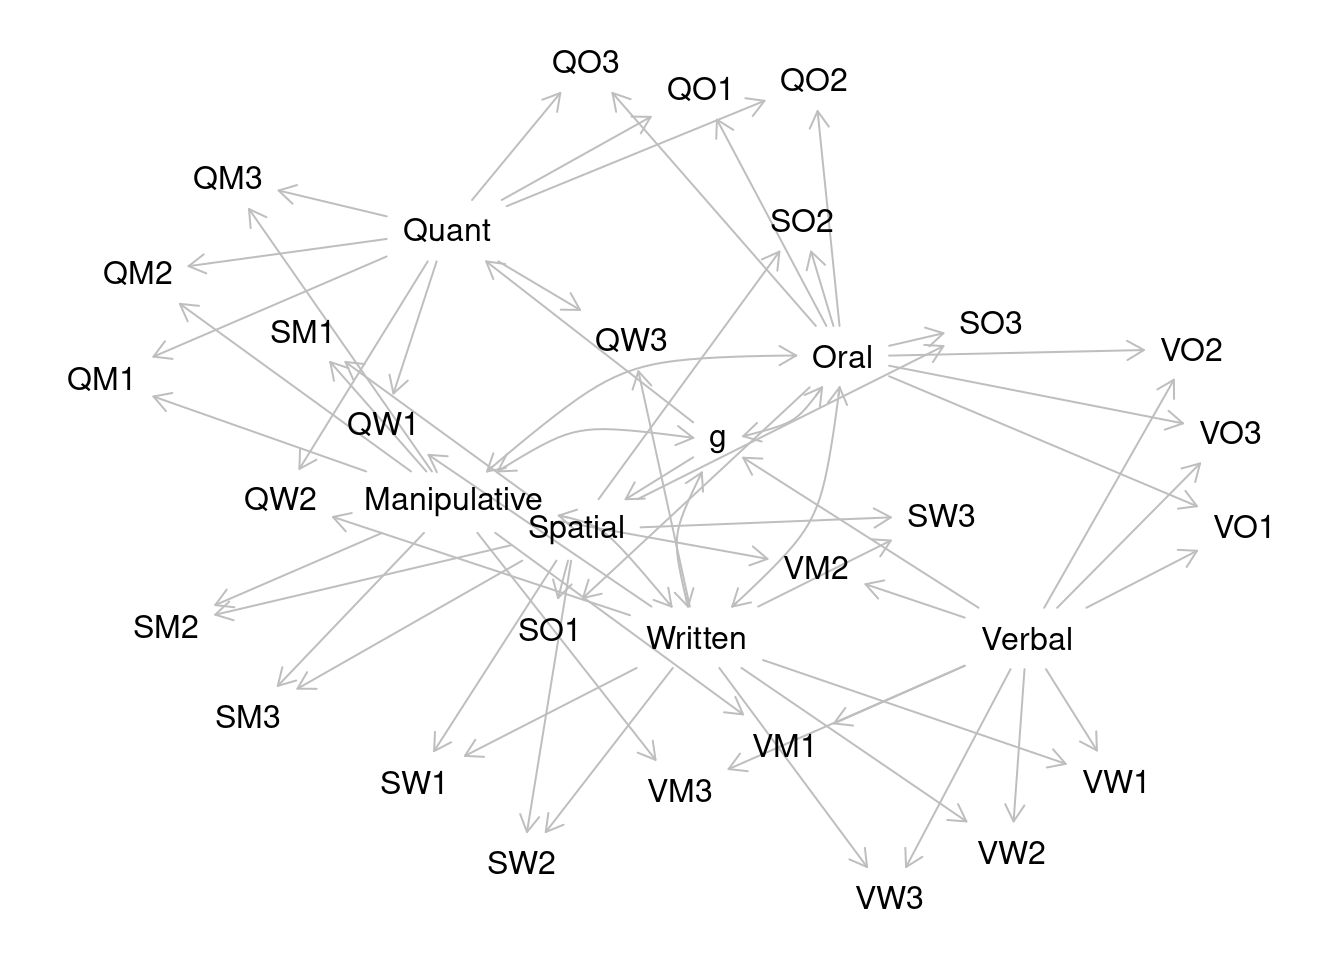 QO3
QO1
QO2
QM3
Quant
SO2
QM2
SM1
QW3
SO3
Oral
VO2
QM1
QW1
g
VO3
QW2
Manipulative
Spatial
SW3
VO1
VM2
SM2
SO1
Written
Verbal
SM3
VM1
SW1
VM3
VW1
SW2
VW2
VW3